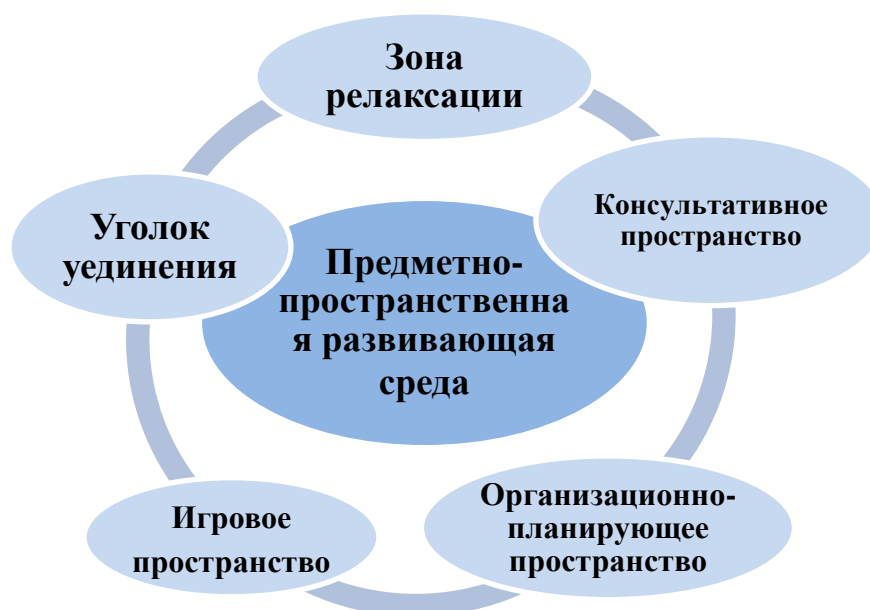 Зона
релаксации
Консультативное
пространство
Уголок
уединения
Предметно-
пространственна
я развивающая
среда
Организационно-
планирующее
пространство
Игровое
пространство